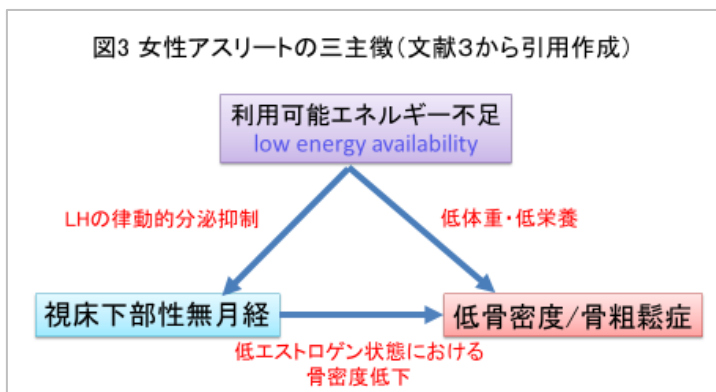 図3 女性アスリートの三主徴(文献3から引用作成)
利用可能エネルギー不足
low energy availability
LHの律動的分泌抑制
低体重・低栄養
視床下部性無月経
低骨密度/骨粗鬆症
低エストロゲン状態における
骨密度低下